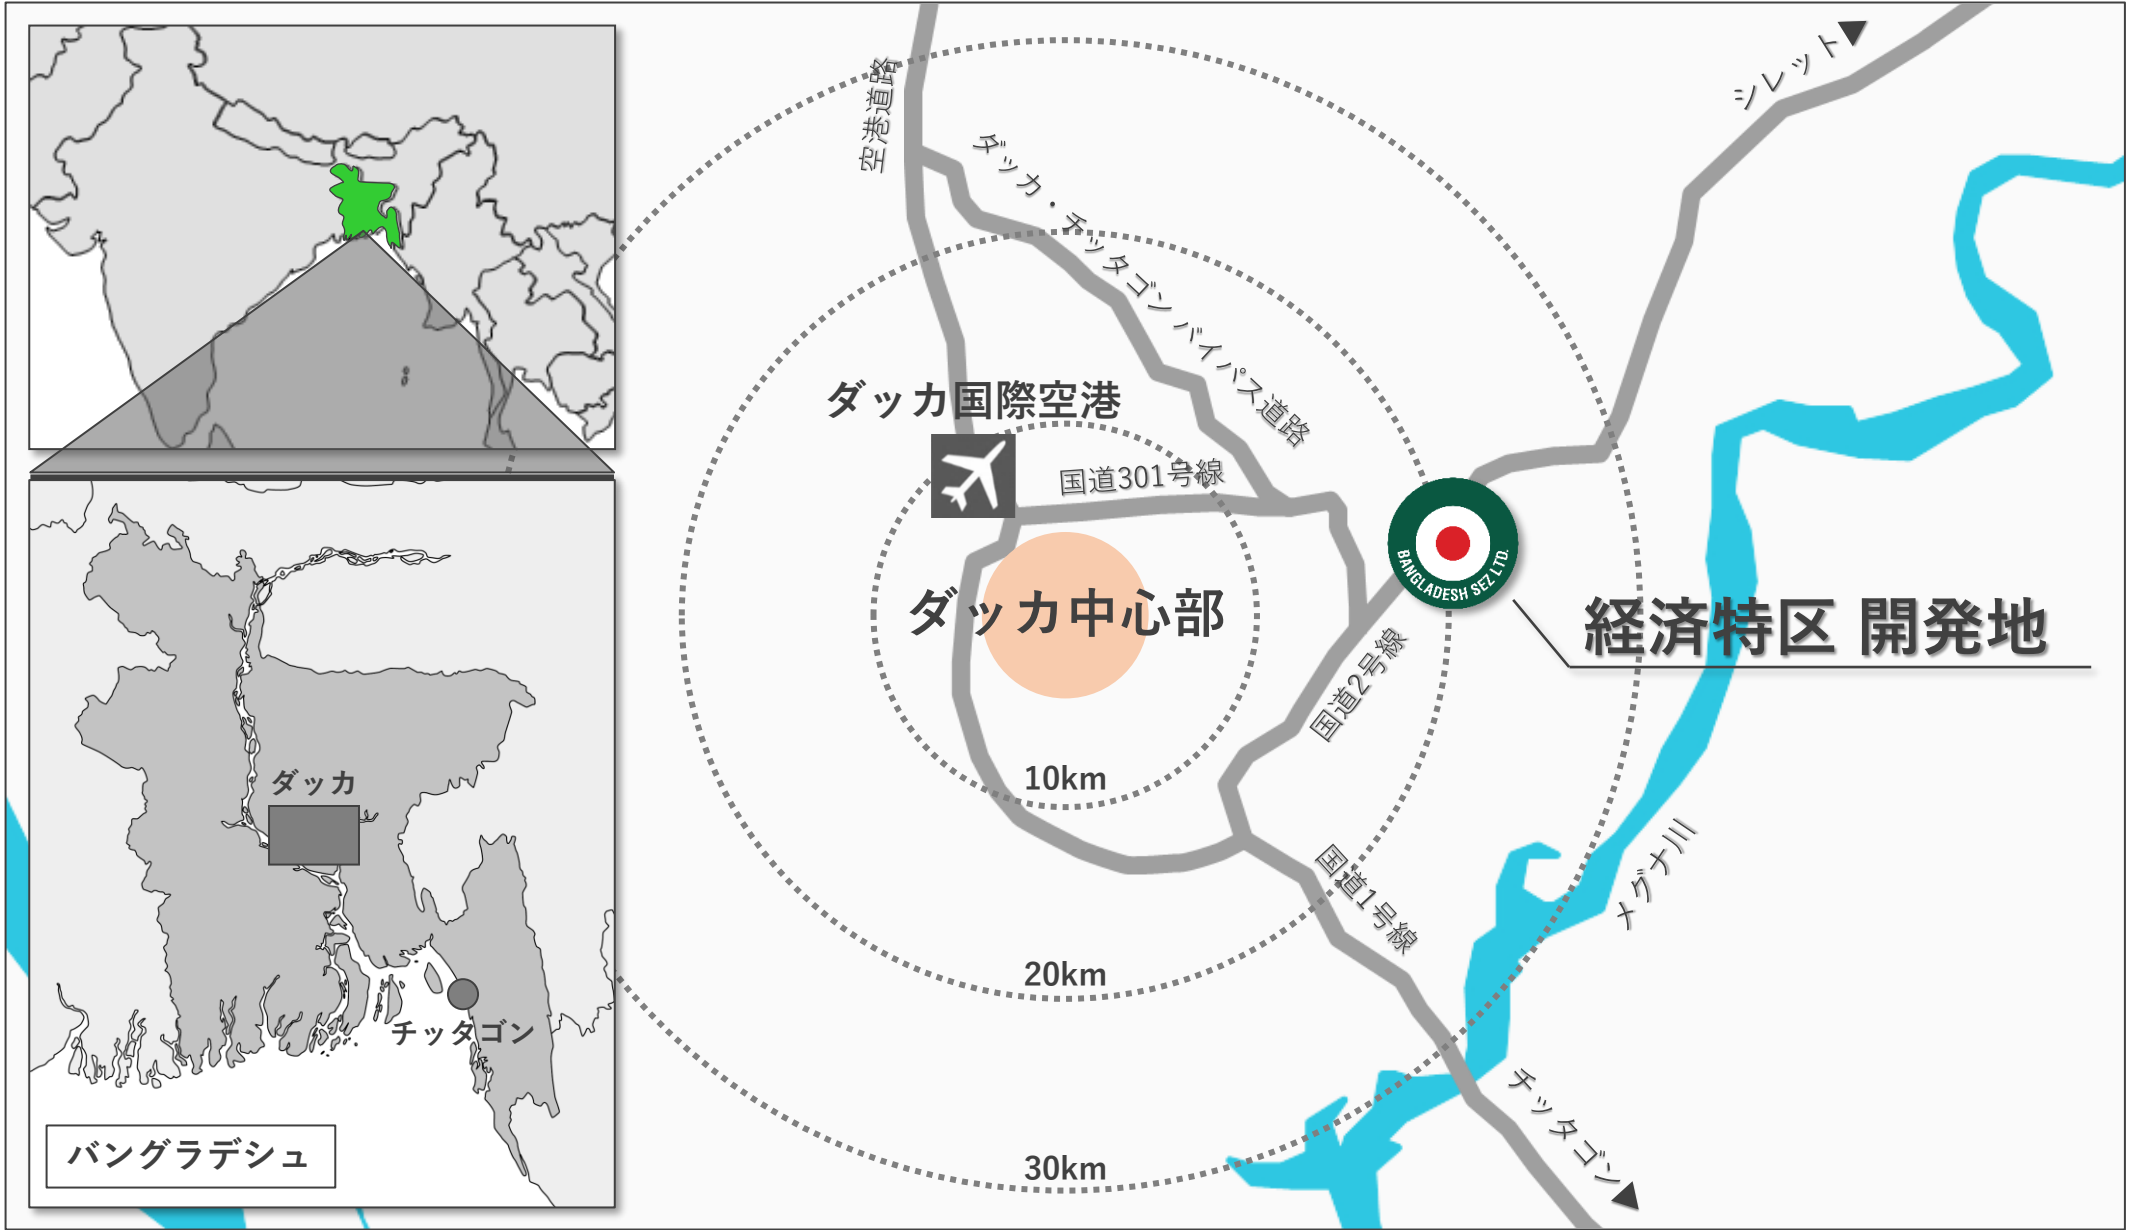 空港道路
シレット
ダッカ・チッタゴン バイパス道路
ダッカ国際空港
国道301号線
BANGLADESH SEZ LTD.
経済特区 開発地
ダッカ中心部
国道2号線
10km
国道1号線
メグナ川
20km
チッタゴン
30km
ダッカ
チッタゴン
バングラデシュ